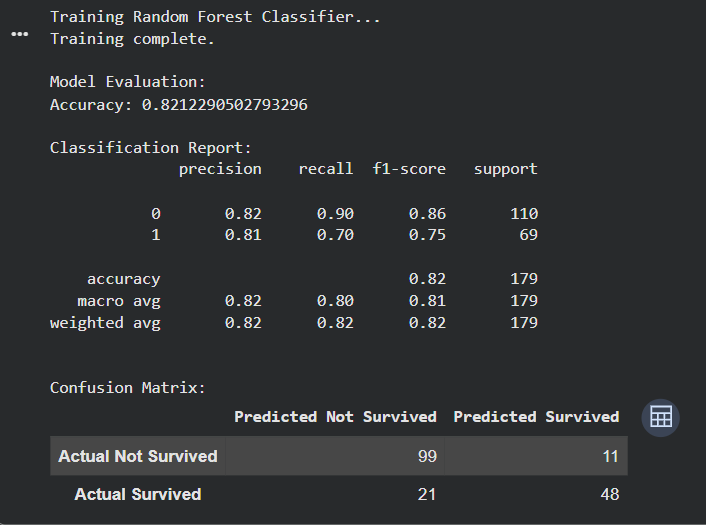 Training Random Forest Classifier...
Training complete.
Model Evaluation:
Accuracy: 0.8212290502793296
Classification Report:
precision recall f1-score support
0 0.82 0.90 0.86 110
1 0.81 0.70 0.75 69
accuracy 0.82 179
macro avg 0.82 0.80 0.81 179
weighted avg 0.82 0.82 0.82 179
Confusion Matrix:
Predicted Not Survived Predicted Survived
Actual Not Survived 99 11
Actual Survived 21 48